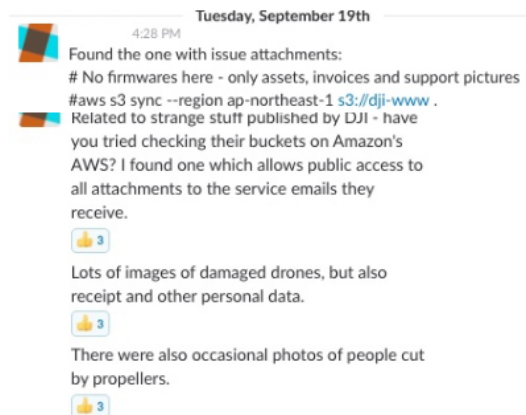 Tuesday, September 19th
4:28 PM
Found the one with issue attachments:
# No firmwares here - only assets, invoices and support pictures
#aws s3 sync --region ap-northeast-1 s3://dji-www .
Related to strange stuff published by DJI - have
you tried checking their buckets on Amazon's
AWS? I found one which allows public access to
all attachments to the service emails they
receive.
3
Lots of images of damaged drones, but also
receipt and other personal data.
3
There were also occasional photos of people cut
by propellers.
3